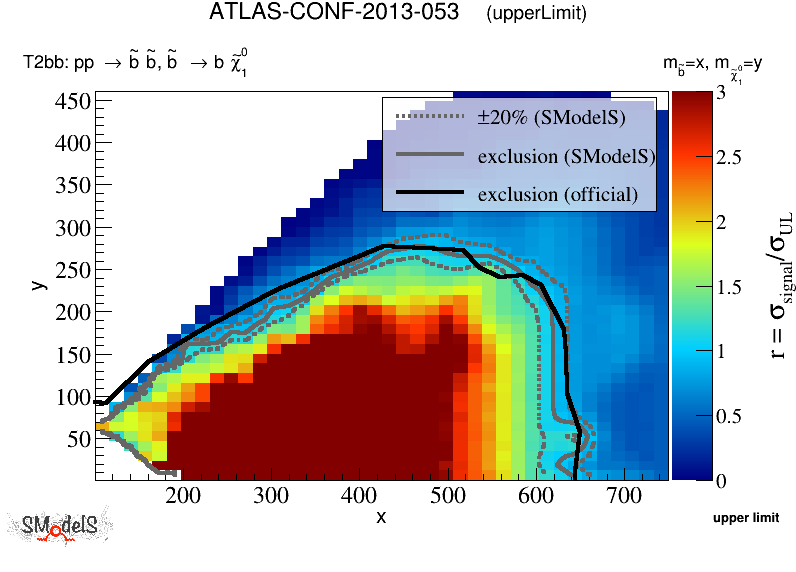 ATLAS-CONF-2013-053 (upperLimit)
T2bb: pp → b̃ b̃, b̃ → b χ̃₁⁰
m_b̃=x, m_χ̃₁⁰=y
±20% (SModelS)
exclusion (SModelS)
exclusion (official)
450
400
350
300
250
200
150
100
50
y
200 300 400 500 600 700
x
3
2.5
2
1.5
1
0.5
0
r = σ_signal/σ_UL
SModelS
upper limit